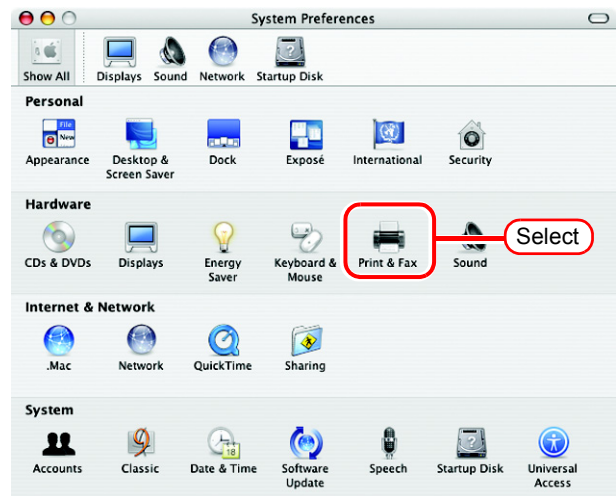 System Preferences
Show All Displays Sound Network Startup Disk
Personal
File
New
Appearance Desktop & Screen Saver Dock Exposé International Security
Hardware
CDs & DVDs Displays Energy Saver Keyboard & Mouse Print & Fax Sound
Select
Internet & Network
.Mac Network QuickTime Sharing
System
18
Accounts Classic Date & Time Software Update Speech Startup Disk Universal Access